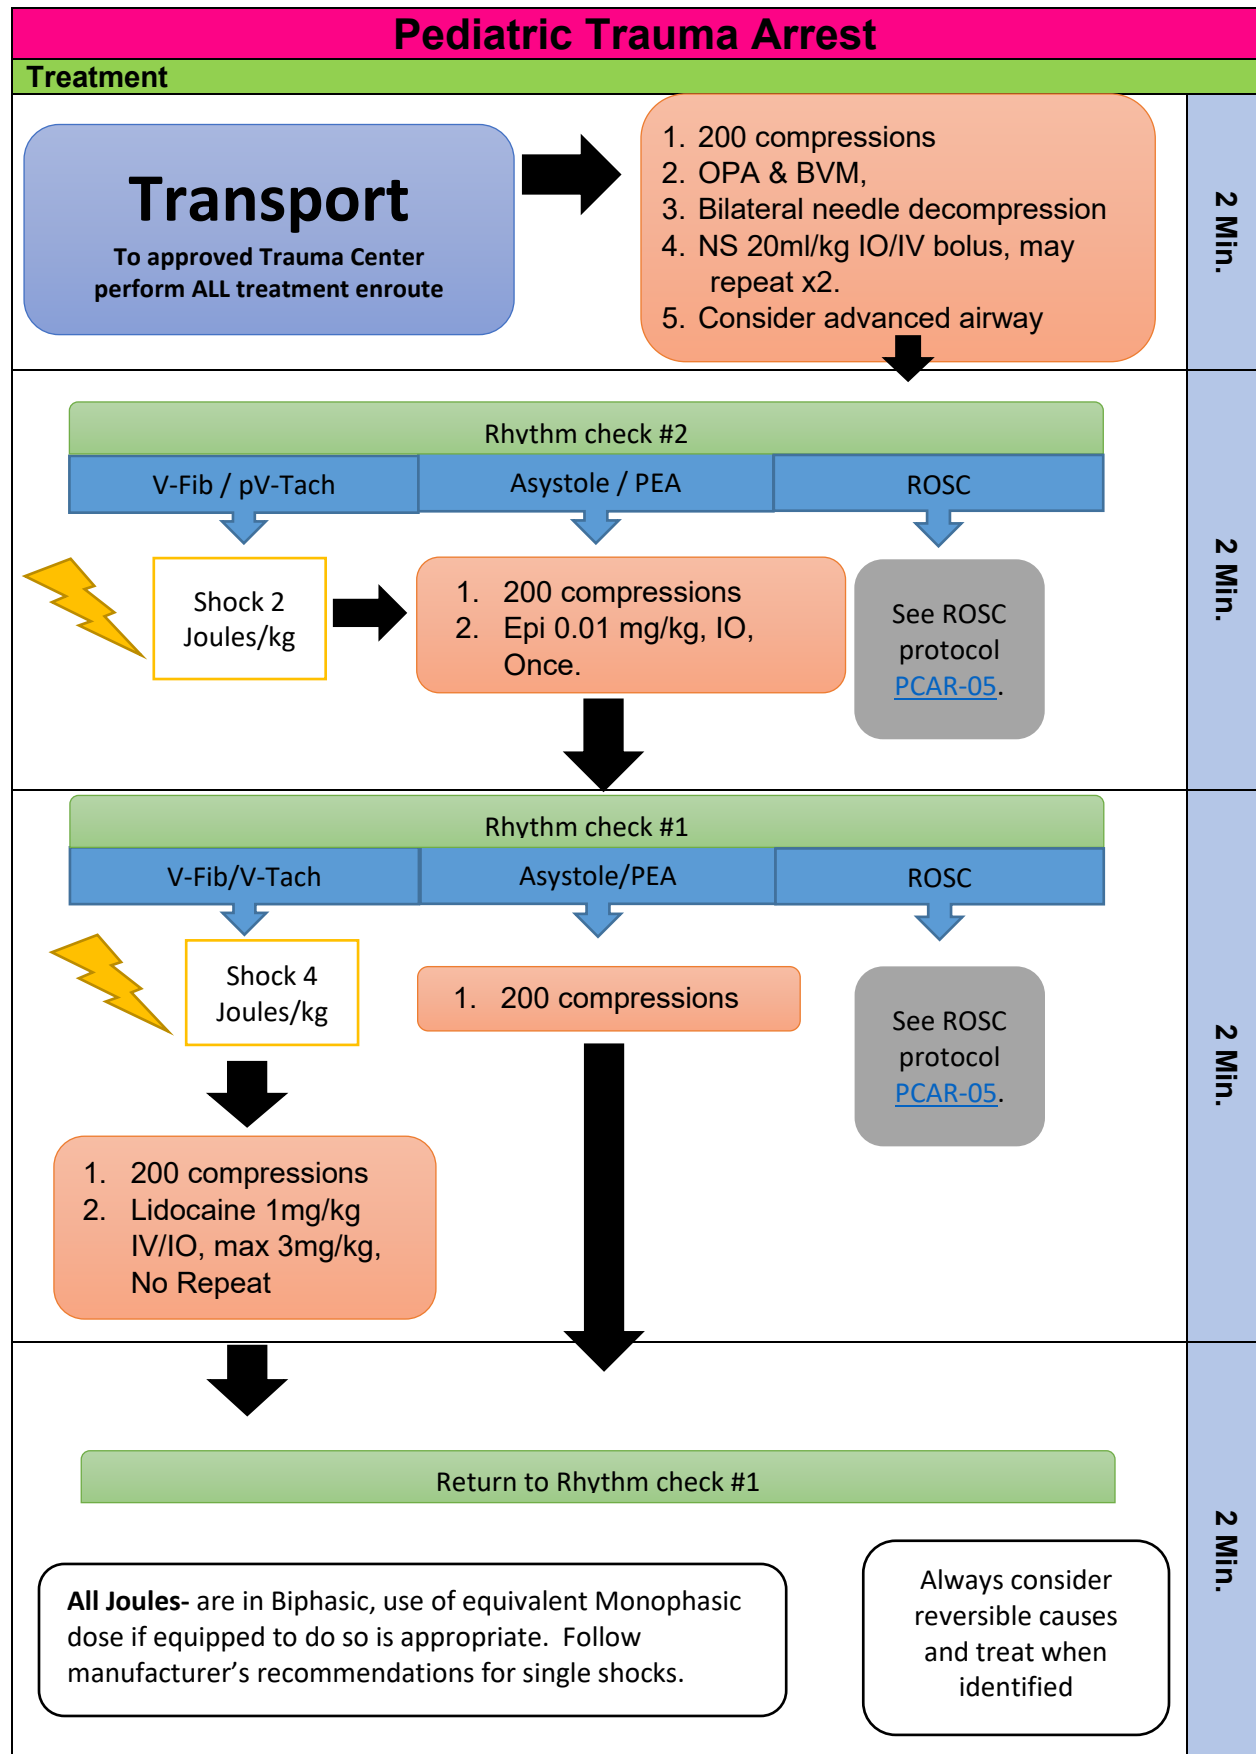 Pediatric Trauma Arrest
Treatment
Transport
To approved Trauma Center
perform ALL treatment enroute
1. 200 compressions
2. OPA & BVM,
3. Bilateral needle decompression
4. NS 20ml/kg IO/IV bolus, may
repeat x2.
5. Consider advanced airway
2 Min.
Rhythm check #2
V-Fib / pV-Tach
Asystole / PEA
ROSC
Shock 2
Joules/kg
1. 200 compressions
2. Epi 0.01 mg/kg, IO,
Once.
See ROSC
protocol
PCAR-05.
2 Min.
Rhythm check #1
V-Fib/V-Tach
Asystole/PEA
ROSC
Shock 4
Joules/kg
1. 200 compressions
See ROSC
protocol
PCAR-05.
1. 200 compressions
2. Lidocaine 1mg/kg
IV/IO, max 3mg/kg,
No Repeat
2 Min.
Return to Rhythm check #1
All Joules- are in Biphasic, use of equivalent Monophasic
dose if equipped to do so is appropriate. Follow
manufacturer's recommendations for single shocks.
Always consider
reversible causes
and treat when
identified
2 Min.